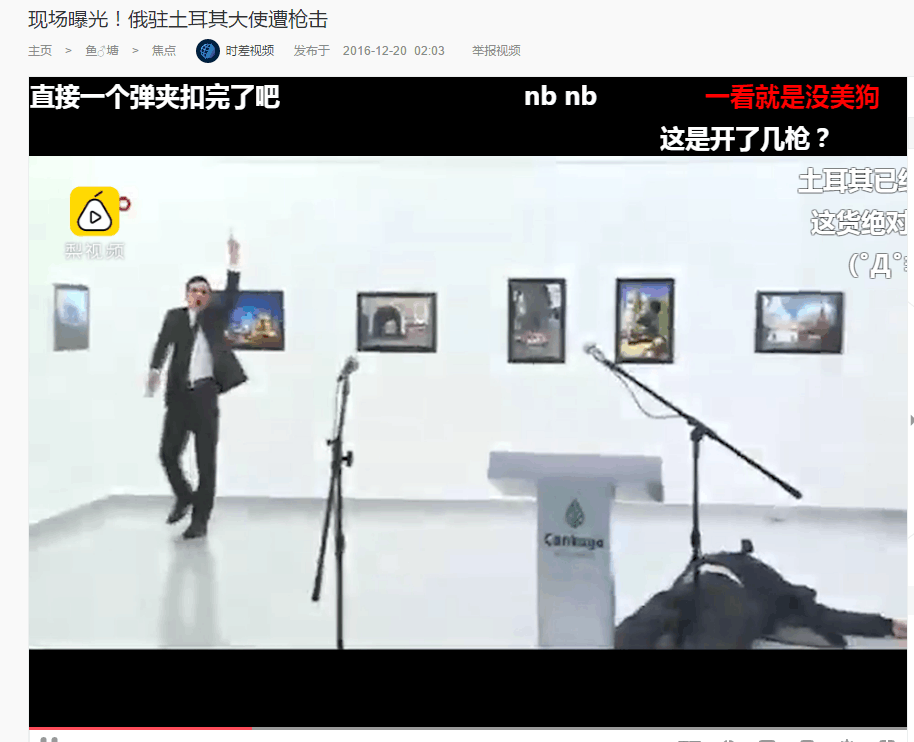 现场曝光！俄驻土耳其大使遭枪击
主页 > 鱼♂塘 > 焦点 时差视频 发布于 2016-12-20 02:03 举报视频
直接一个弹夹扣完了吧 nb nb 一看就是没美狗
这是开了几枪？
土耳其已经
这货绝对
(ﾟДﾟ
梨视频
Çankaya